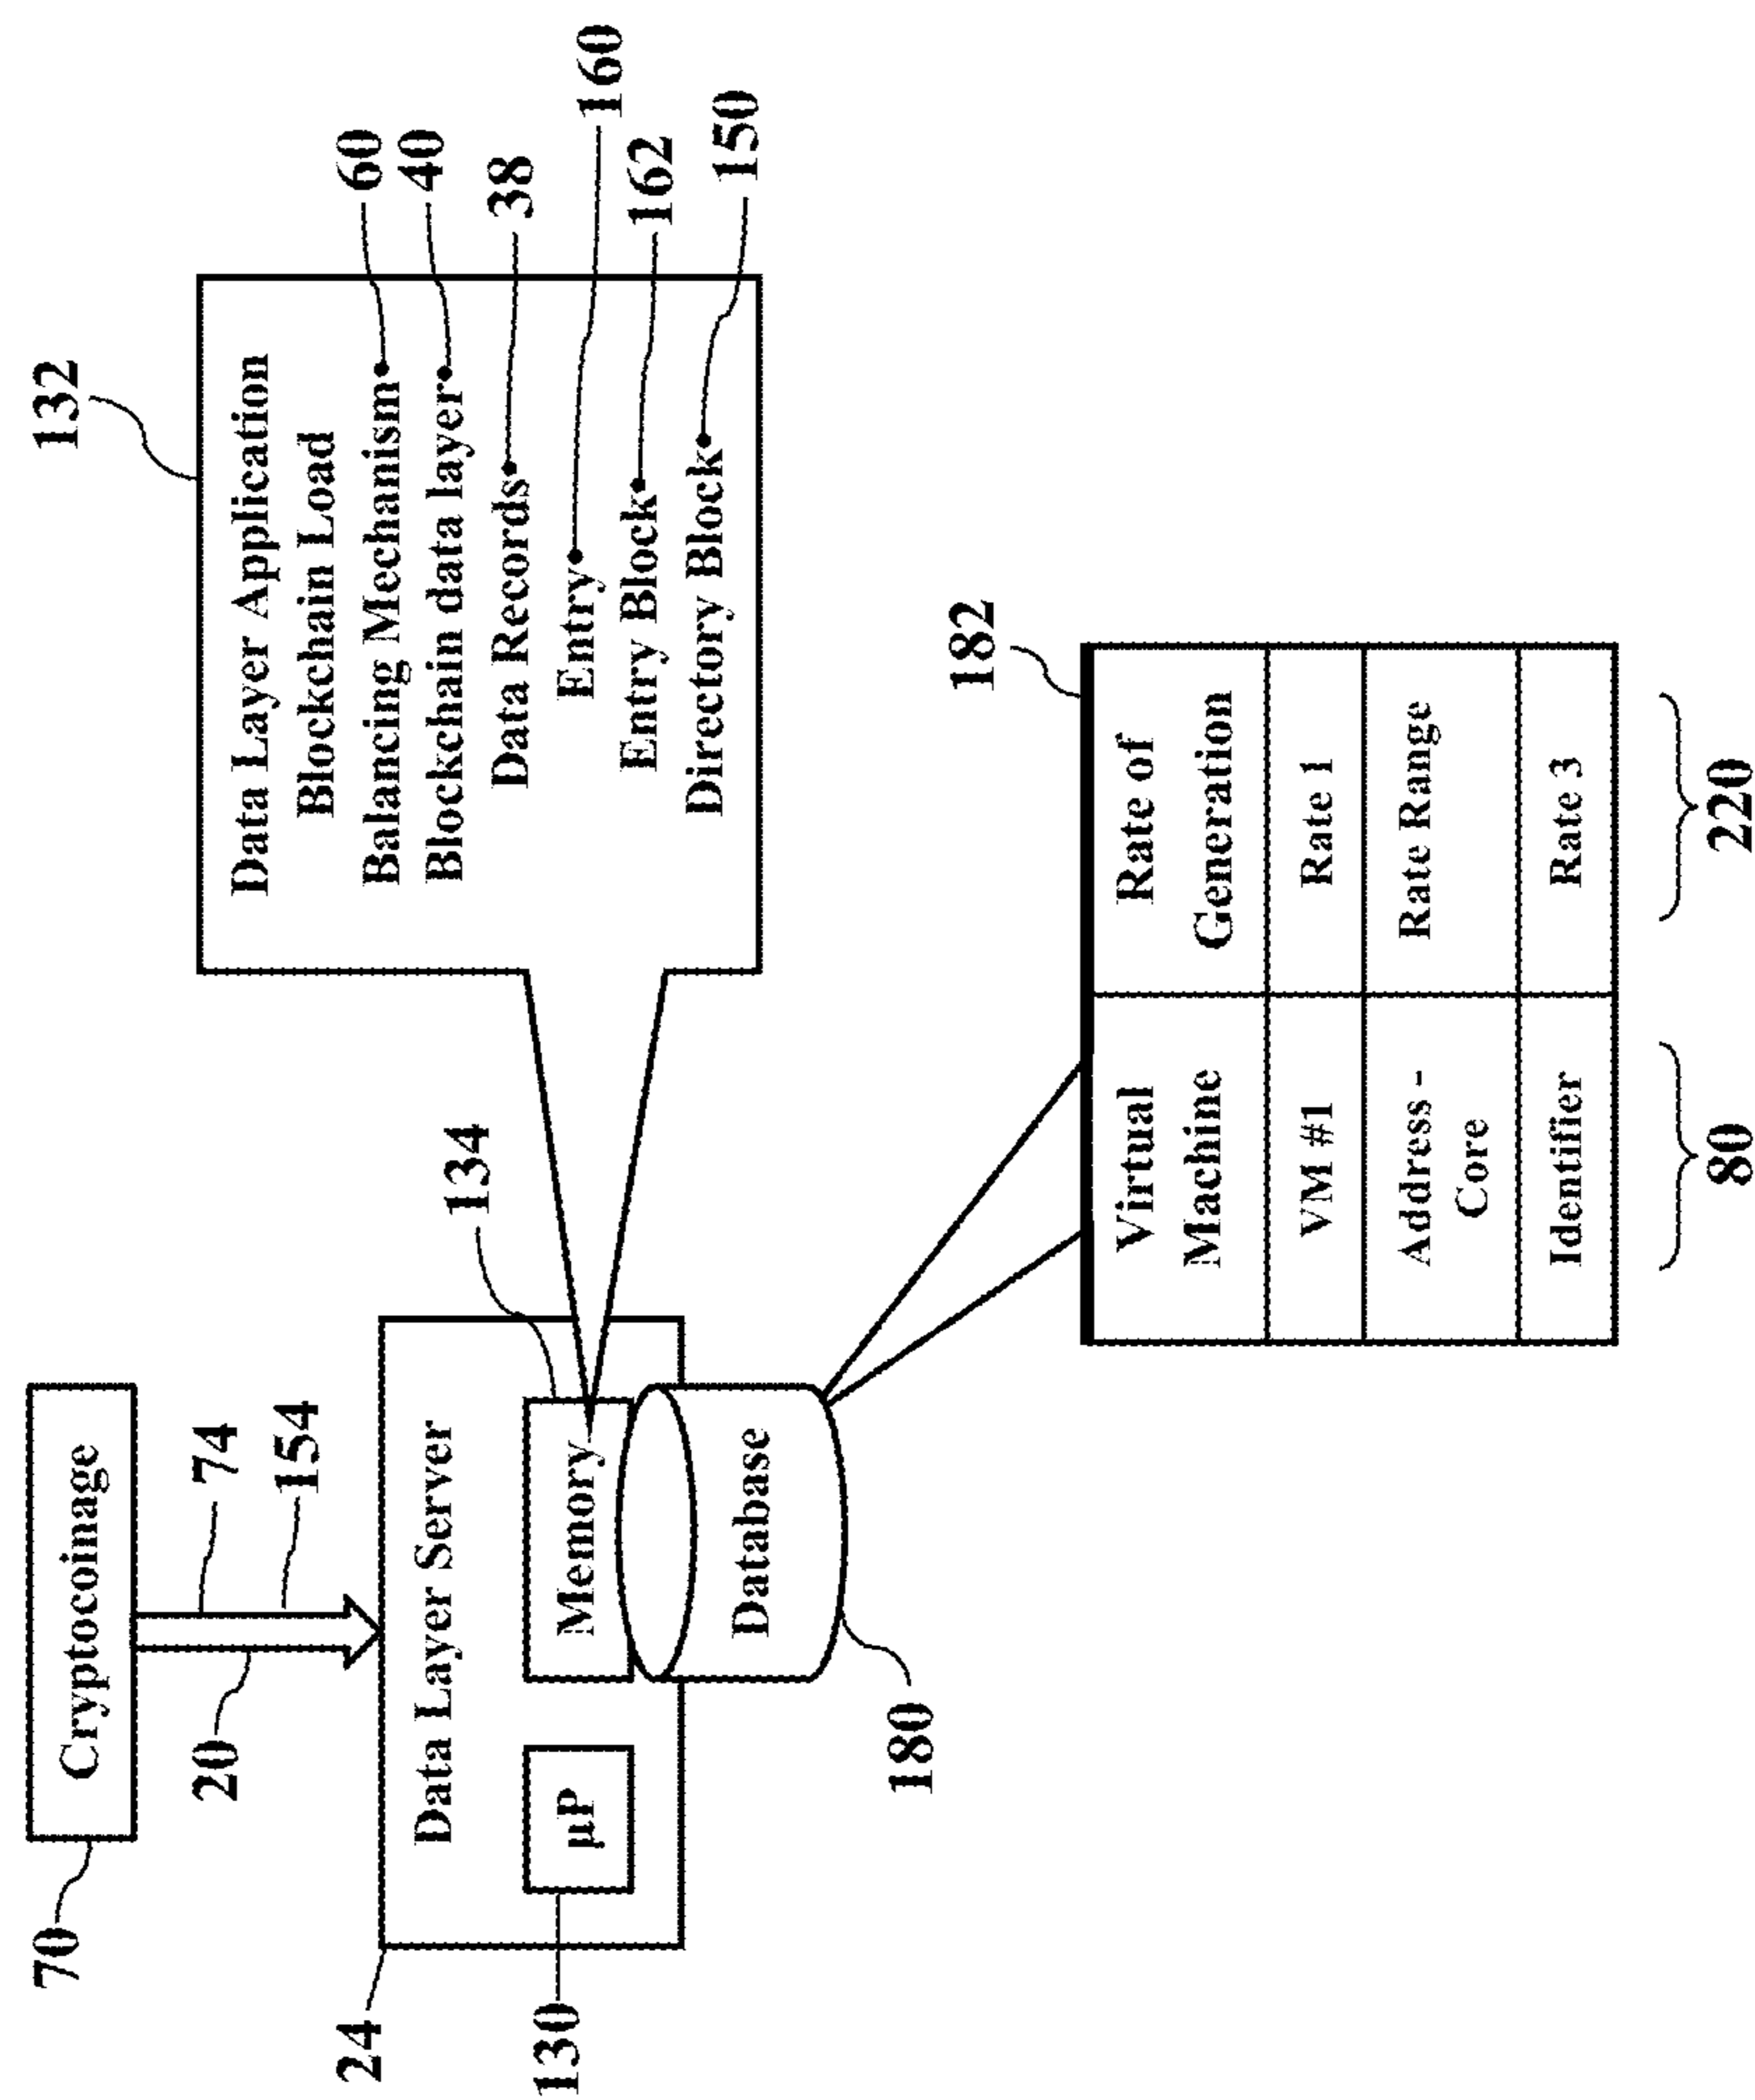 70
Cryptocoinage
20
74
154
24
Data Layer Server
130
μP
Memory
134
Database
180
132
Data Layer Application
Blockchain Load
Balancing Mechanism
60
Blockchain data layer
40
Data Records
38
Entry
160
Entry Block
162
Directory Block
150
182
Virtual
Machine
Rate of
Generation
VM #1
Rate 1
Address -
Core
Rate Range
Identifier
Rate 3
80
220